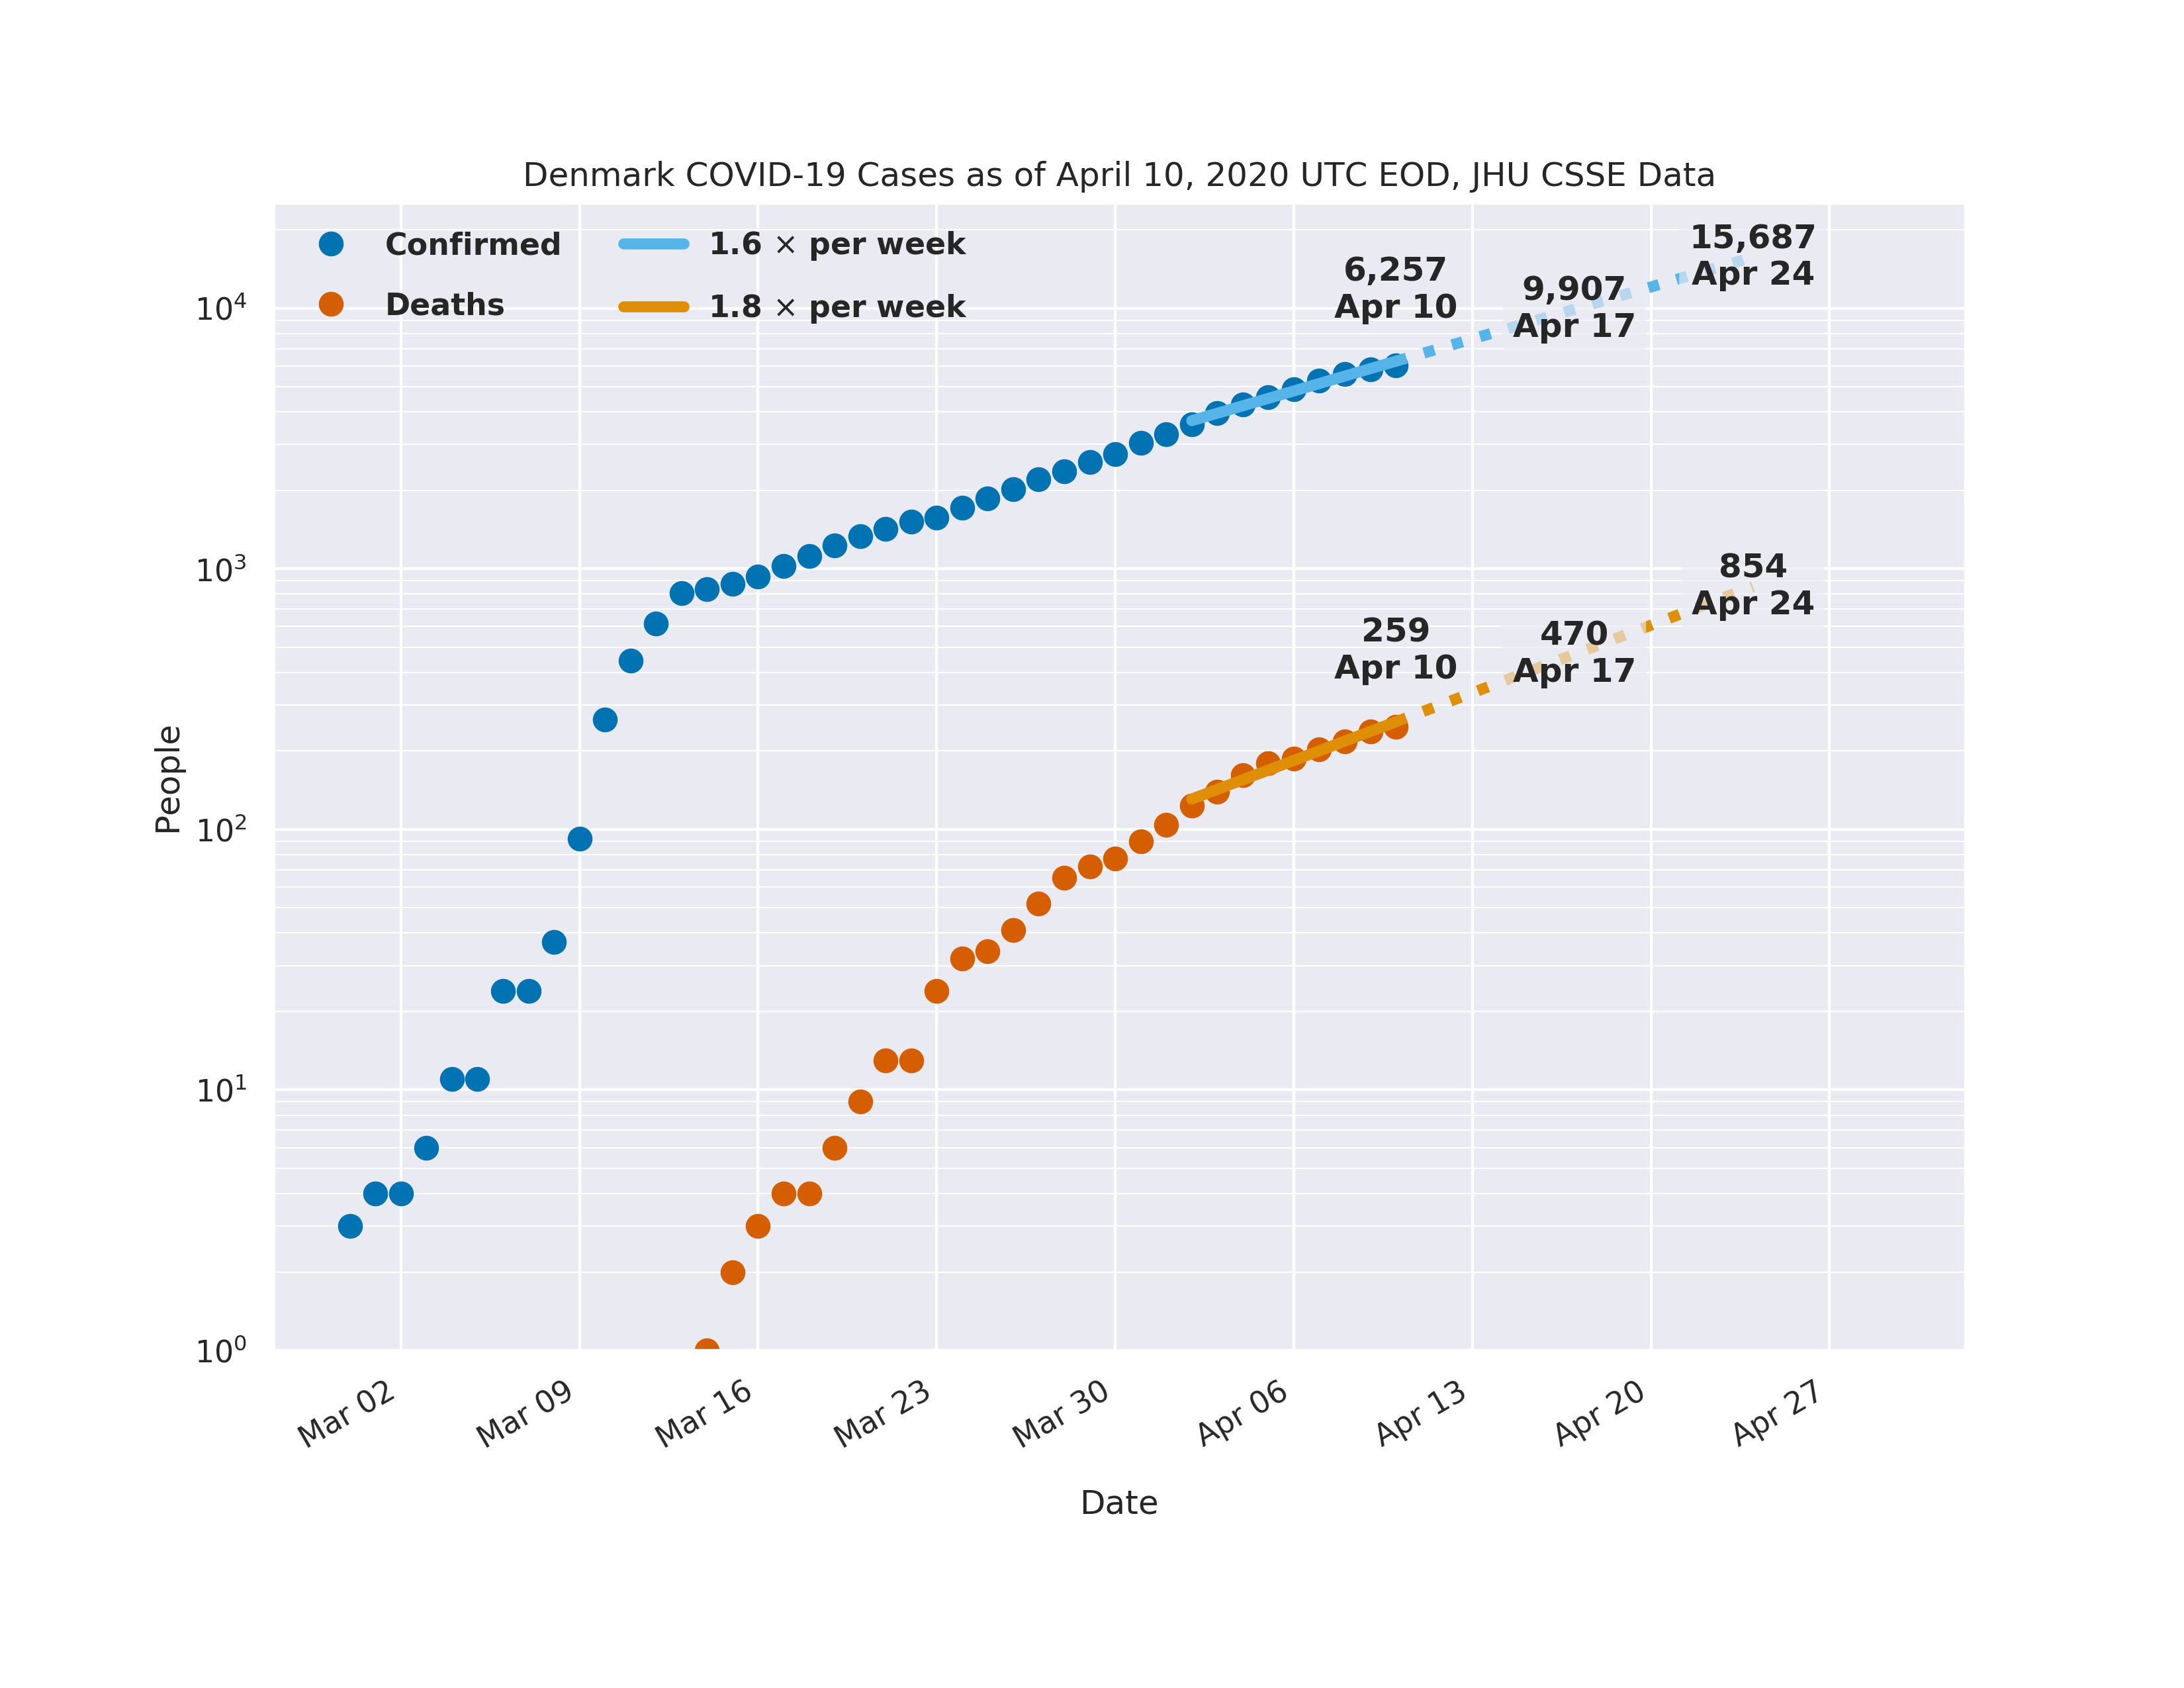 Denmark COVID-19 Cases as of April 10, 2020 UTC EOD, JHU CSSE Data
Confirmed
Deaths
1.6 × per week
1.8 × per week
6,257
Apr 10
9,907
Apr 17
15,687
Apr 24
259
Apr 10
470
Apr 17
854
Apr 24
People
10⁴
10³
10²
10¹
10⁰
Mar 02
Mar 09
Mar 16
Mar 23
Mar 30
Apr 06
Apr 13
Apr 20
Apr 27
Date